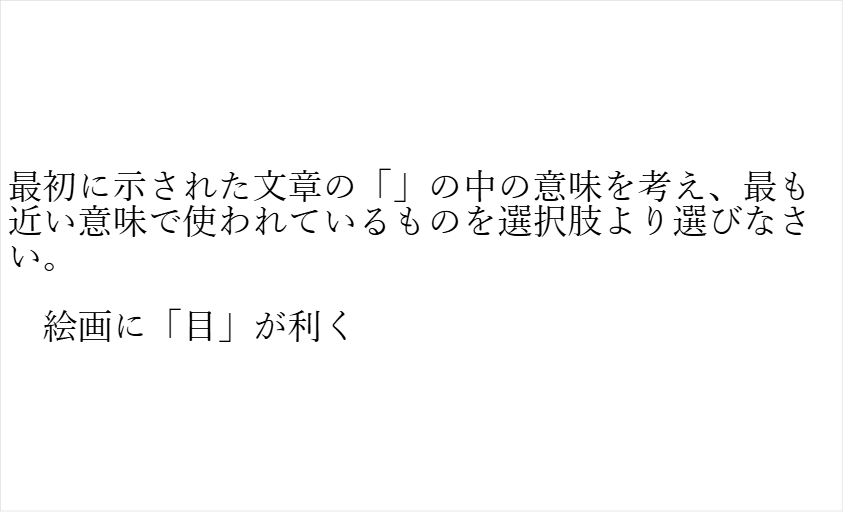 最初に示された文章の「」の中の意味を考え、最も
近い意味で使われているものを選択肢より選びなさ
い。
　絵画に「目」が利く